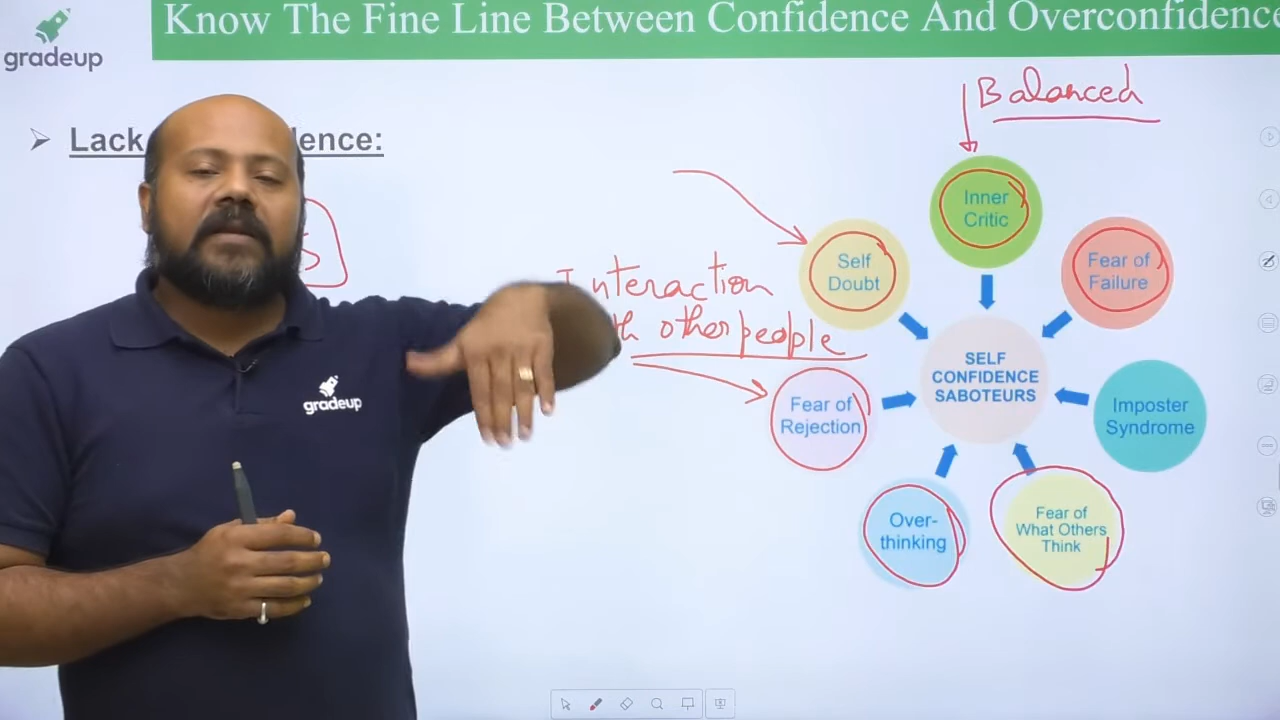 Know The Fine Line Between Confidence And Overconfidence
gradeup
Balanced
Lack
dence:
Inner
Critic
Self
Doubt
Fear of
Failure
Interaction
other people
SELF
CONFIDENCE
SABOTEURS
Fear of
Rejection
Imposter
Syndrome
gradeup
Over-
thinking
Fear of
What Others
Think